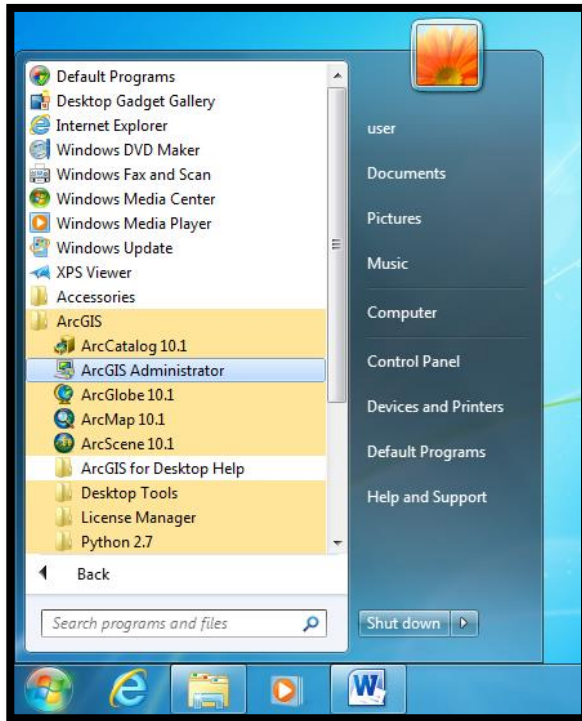 Default Programs
Desktop Gadget Gallery
Internet Explorer
Windows DVD Maker
Windows Fax and Scan
Windows Media Center
Windows Media Player
Windows Update
XPS Viewer
Accessories
ArcGIS
ArcCatalog 10.1
ArcGIS Administrator
ArcGlobe 10.1
ArcMap 10.1
ArcScene 10.1
ArcGIS for Desktop Help
Desktop Tools
License Manager
Python 2.7
Back
Search programs and files
user
Documents
Pictures
Music
Computer
Control Panel
Devices and Printers
Default Programs
Help and Support
Shut down
W